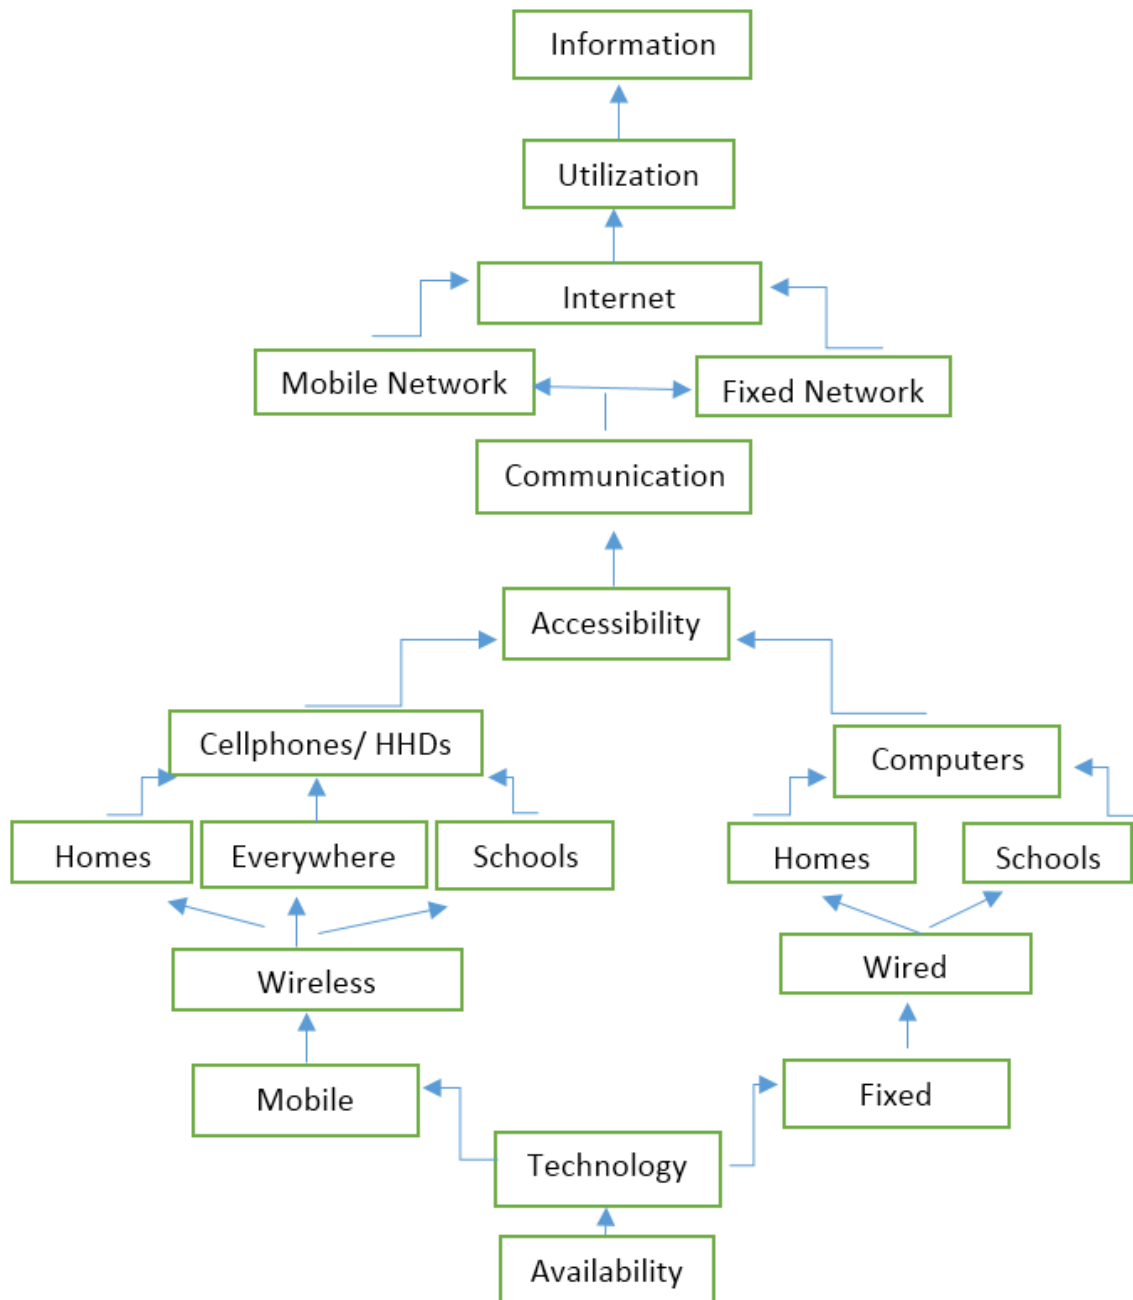 Information
Utilization
Internet
Mobile Network
Fixed Network
Communication
Accessibility
Cellphones/ HHDs
Computers
Homes
Everywhere
Schools
Homes
Schools
Wireless
Wired
Mobile
Fixed
Technology
Availability